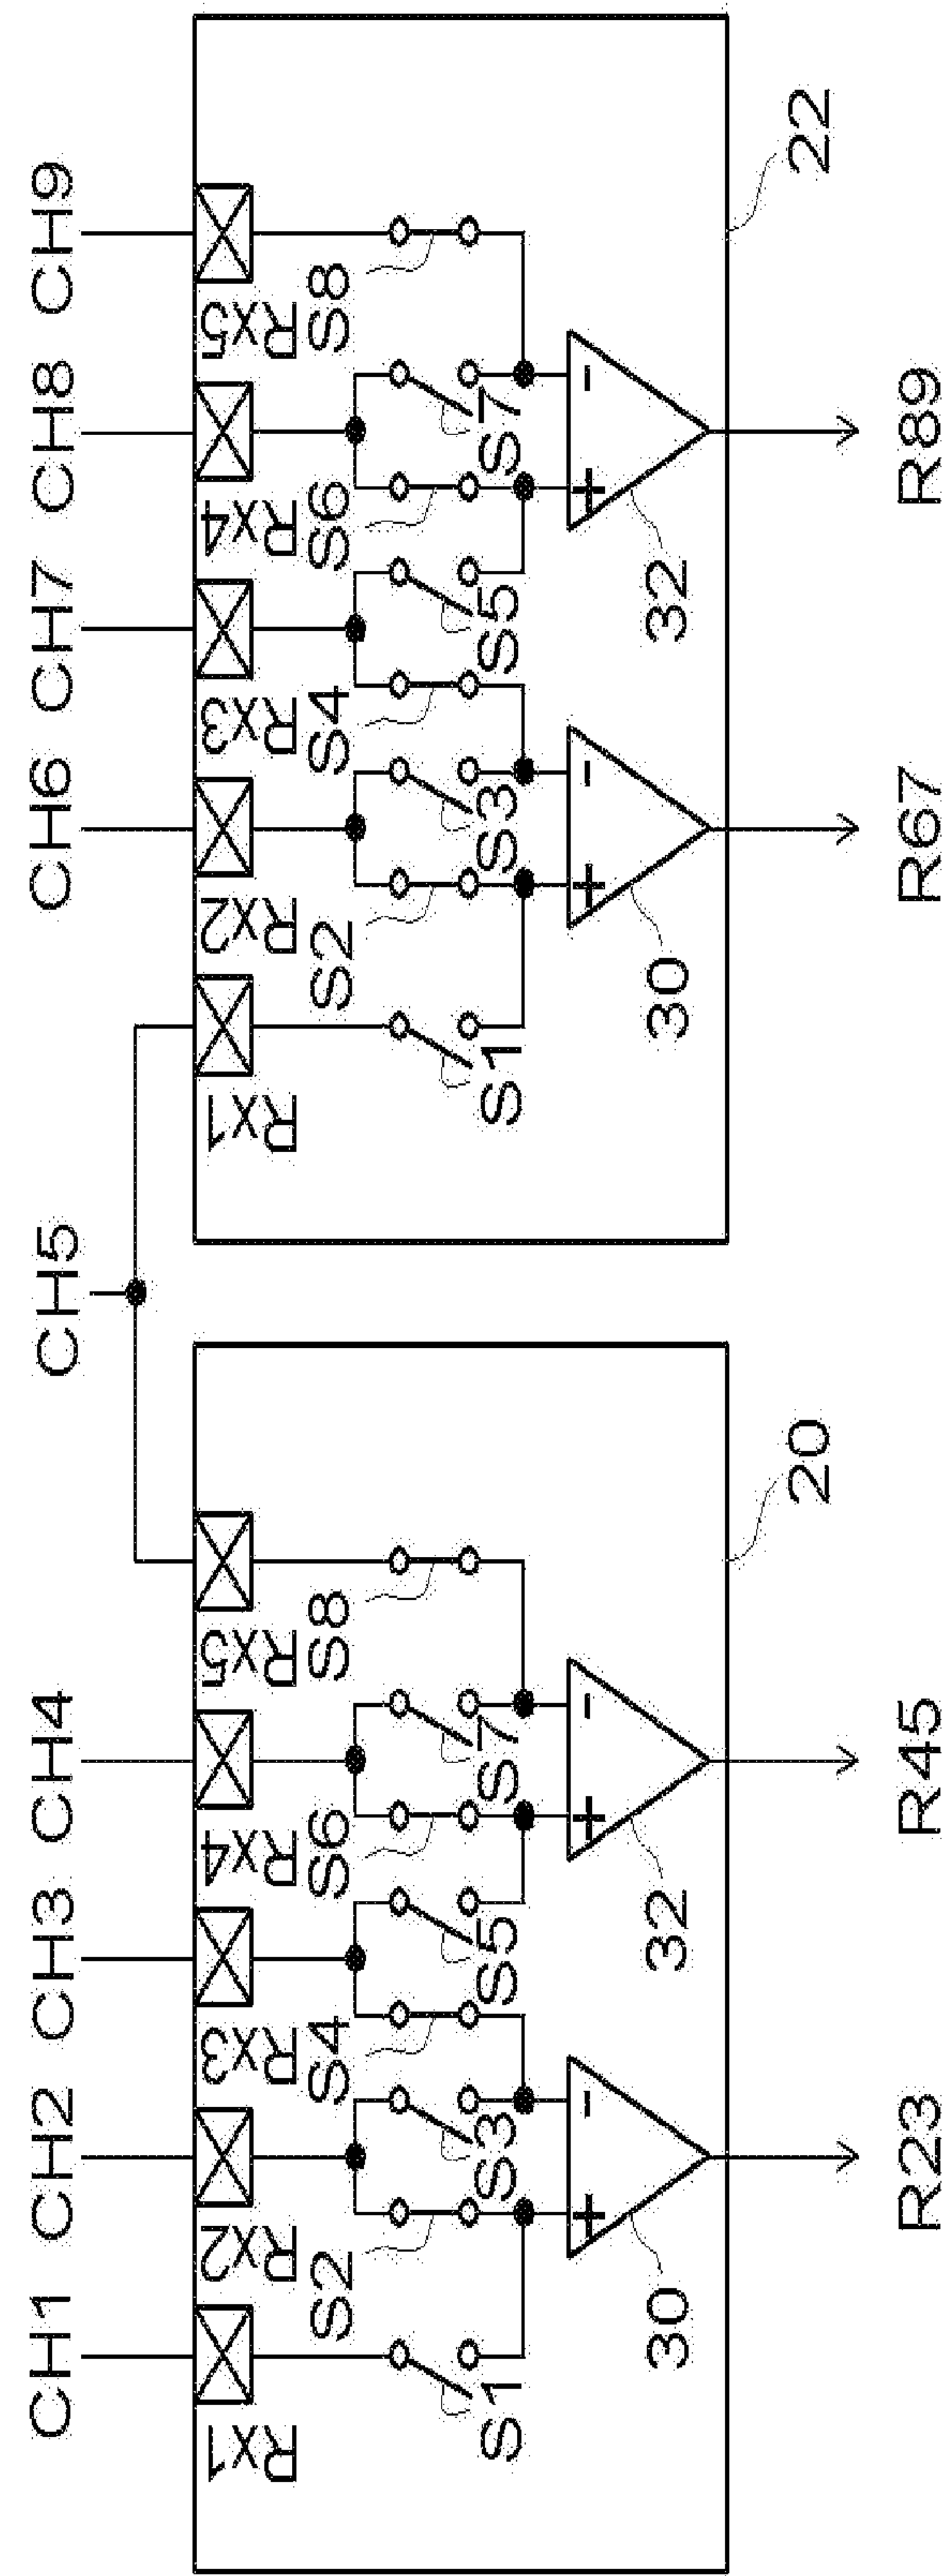 CH1 CH2 CH3 CH4 CH5 CH6 CH7 CH8 CH9
Rx1 Rx2 Rx3 Rx4 Rx5 Rx1 Rx2 Rx3 Rx4 Rx5
S2 S4 S6 S8 S2 S4 S6 S8
S1 S3 S5 S7 S1 S3 S5 S7
+ - + - + - + -
30 32 30 32
20 22
R23 R45 R67 R89